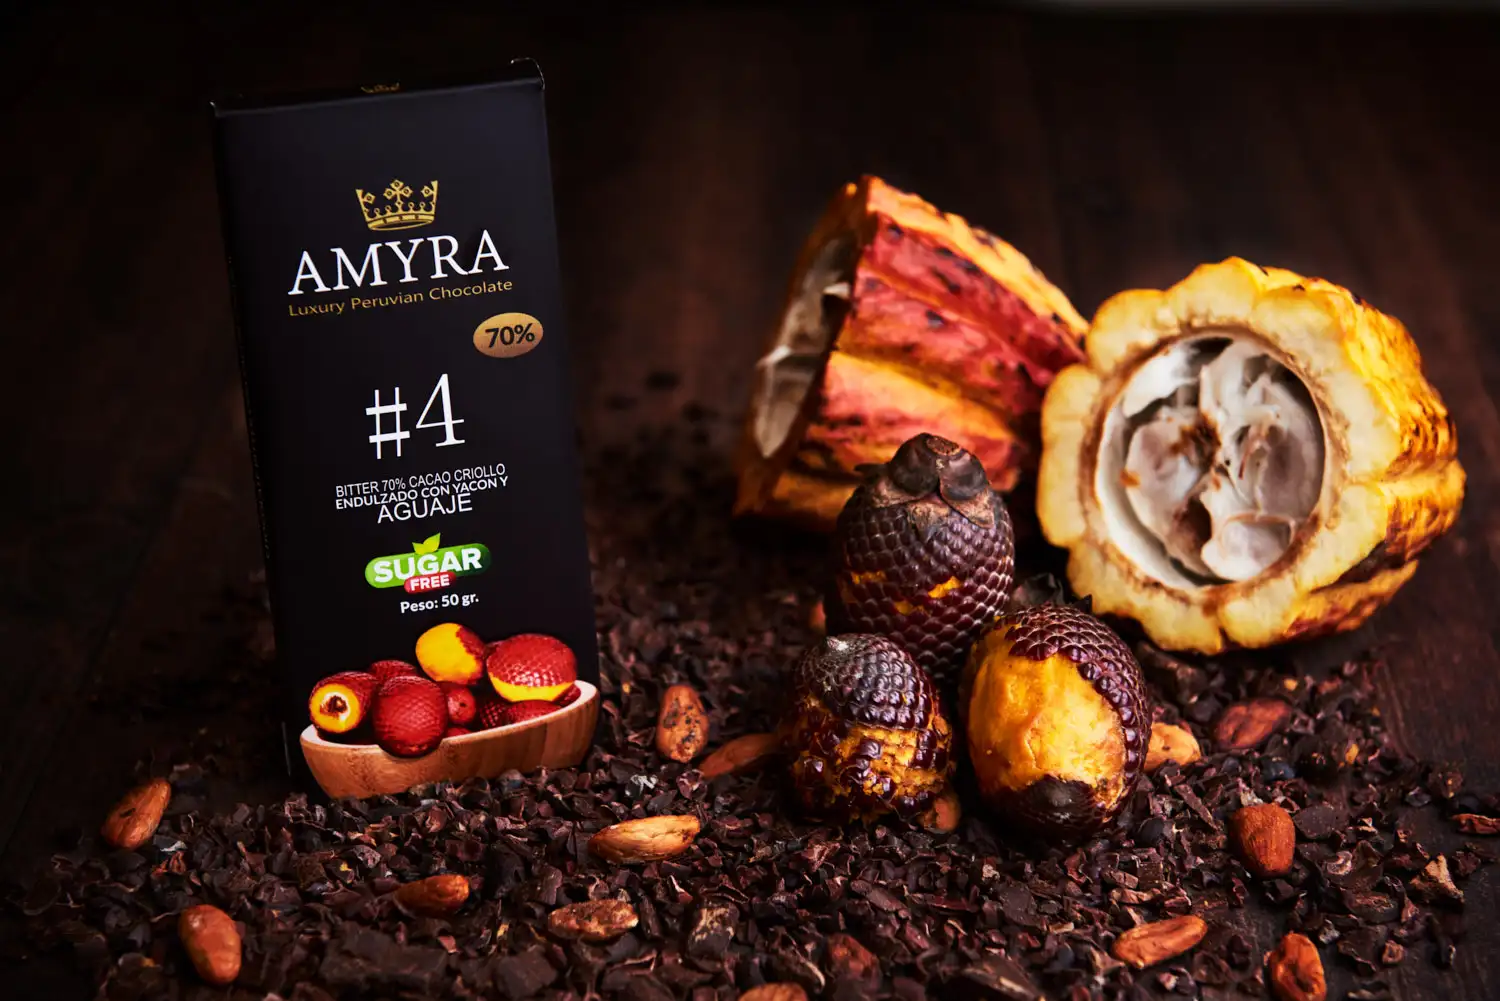 AMYRA
Luxury Peruvian Chocolate
70%
#4
BITTER 70% CACAO CRIOLLO
ENDULZADO CON YACON Y
AGUAJE
SUGAR
FREE
Peso: 50 gr.